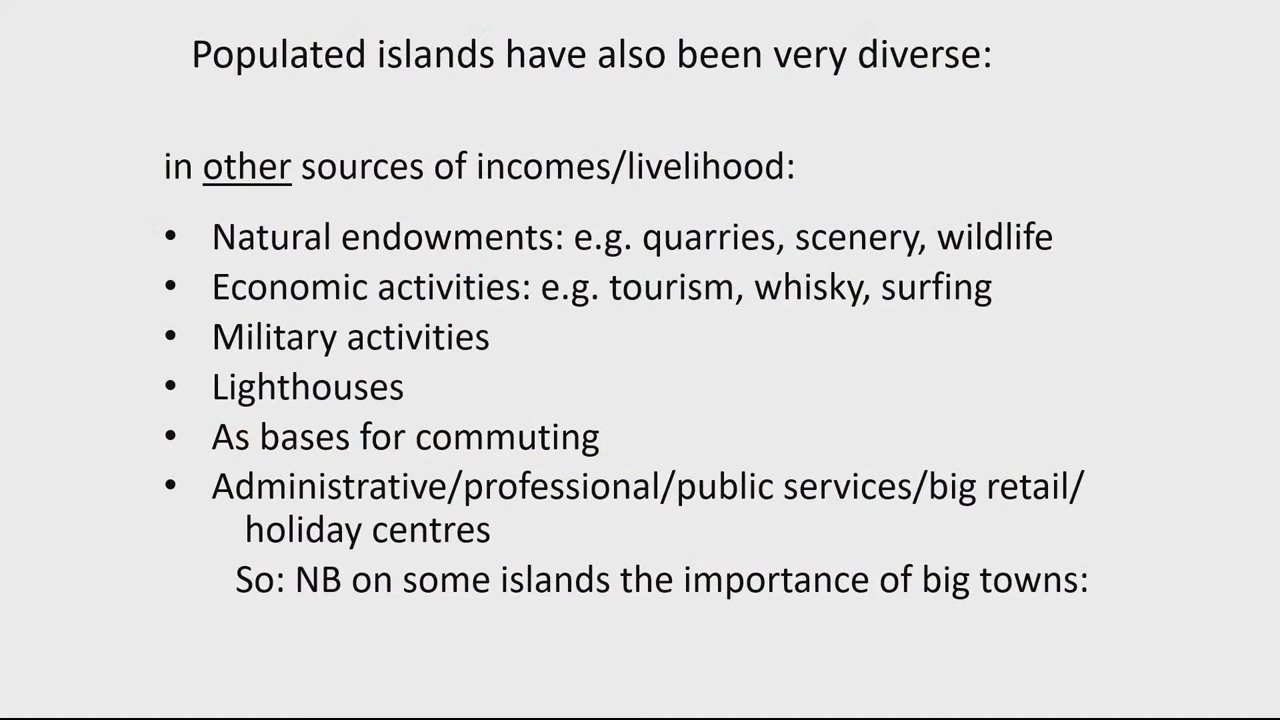 Populated islands have also been very diverse:
in other sources of incomes/livelihood:
• Natural endowments: e.g. quarries, scenery, wildlife
• Economic activities: e.g. tourism, whisky, surfing
• Military activities
• Lighthouses
• As bases for commuting
• Administrative/professional/public services/big retail/
holiday centres
So: NB on some islands the importance of big towns: